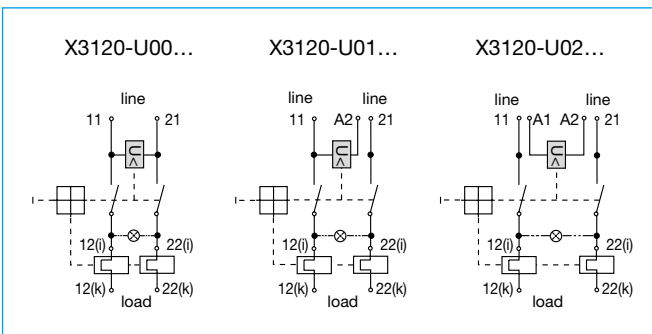 X3120-U00... X3120-U01... X3120-U02...
line line line line line
11 21 11 A2 21 11 A1 A2 21
U< U< U<
12(i) 22(i) 12(i) 22(i) 12(i) 22(i)
12(k) 22(k) 12(k) 22(k) 12(k) 22(k)
load load load